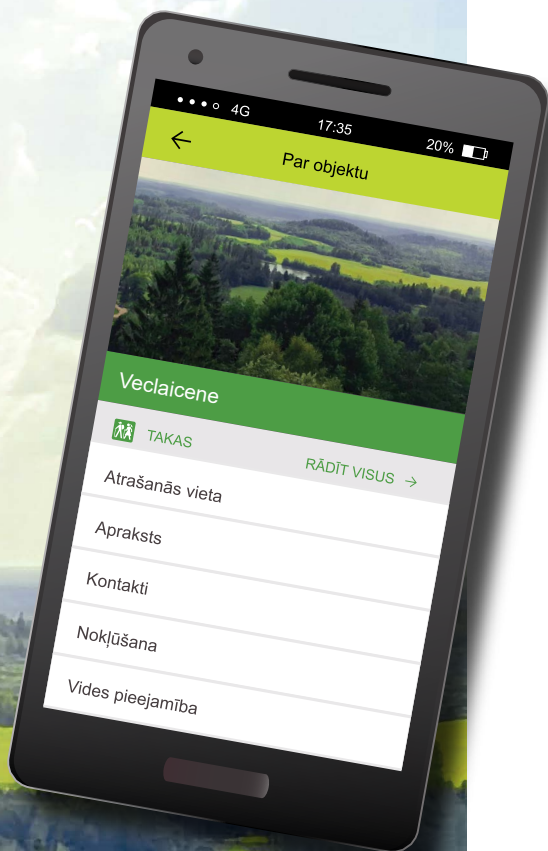 4G 17:35 20%
Par objektu
Veclaicene
TAKAS RĀDĪT VISUS
Atrašanās vieta
Apraksts
Kontakti
Nokļūšana
Vides pieejamība